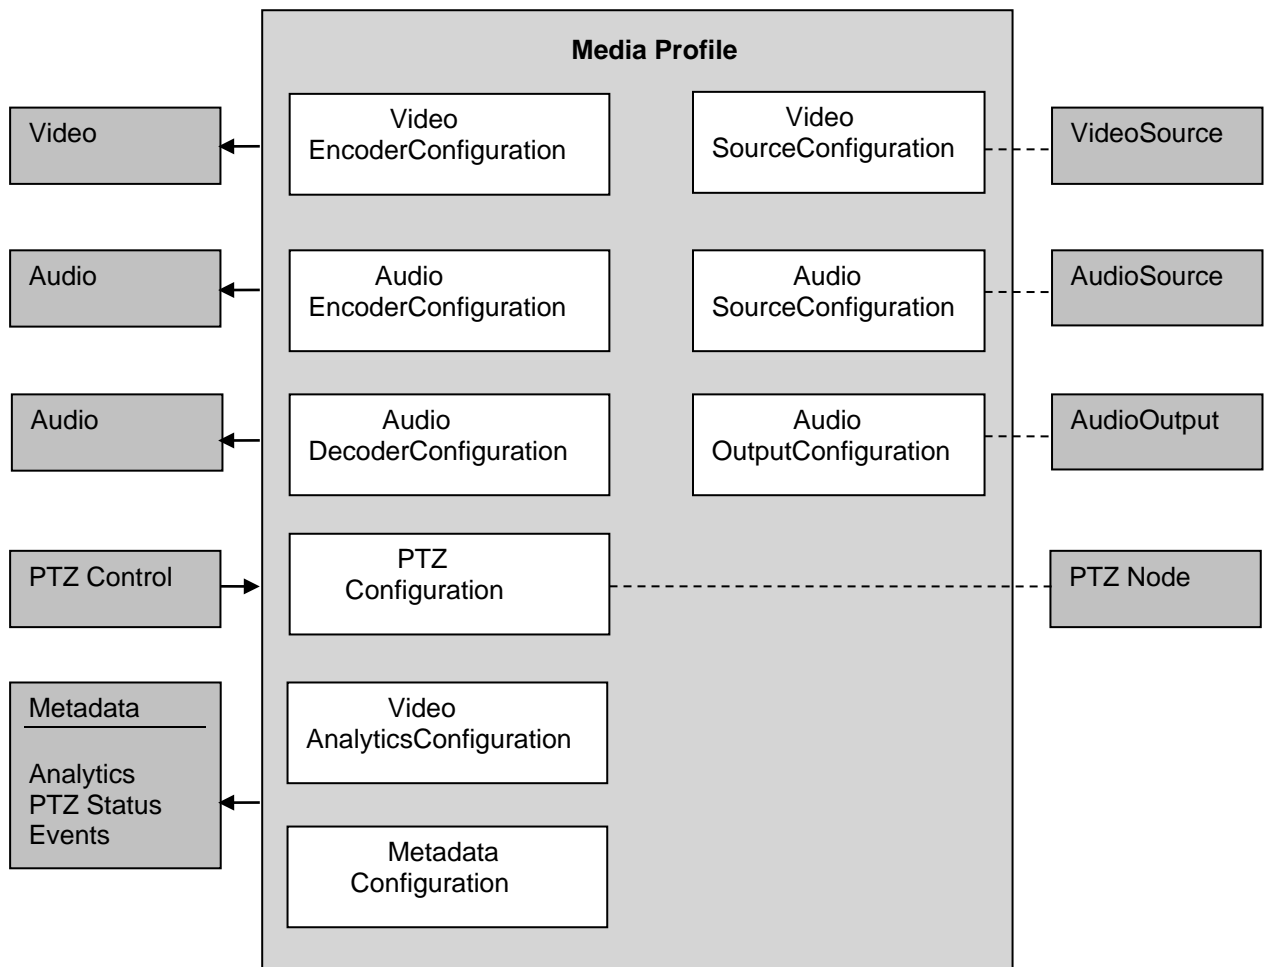 Media Profile
Video
Video
EncoderConfiguration
Video
SourceConfiguration
VideoSource
Audio
Audio
EncoderConfiguration
Audio
SourceConfiguration
AudioSource
Audio
Audio
DecoderConfiguration
Audio
OutputConfiguration
AudioOutput
PTZ Control
PTZ
Configuration
PTZ Node
Metadata
Analytics
PTZ Status
Events
Video
AnalyticsConfiguration
Metadata
Configuration